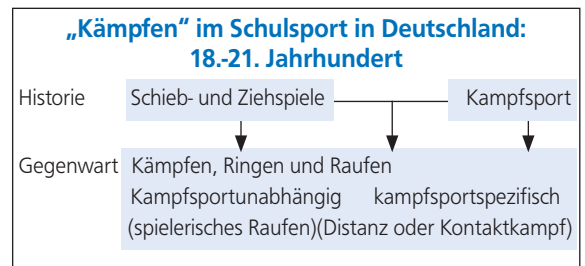 „Kämpfen“ im Schulsport in Deutschland:
18.-21. Jahrhundert
Historie Schieb- und Ziehspiele Kampfsport
Gegenwart Kämpfen, Ringen und Raufen
Kampfsportunabhängig kampfsportspezifisch
(spielerisches Raufen)(Distanz oder Kontaktkampf)